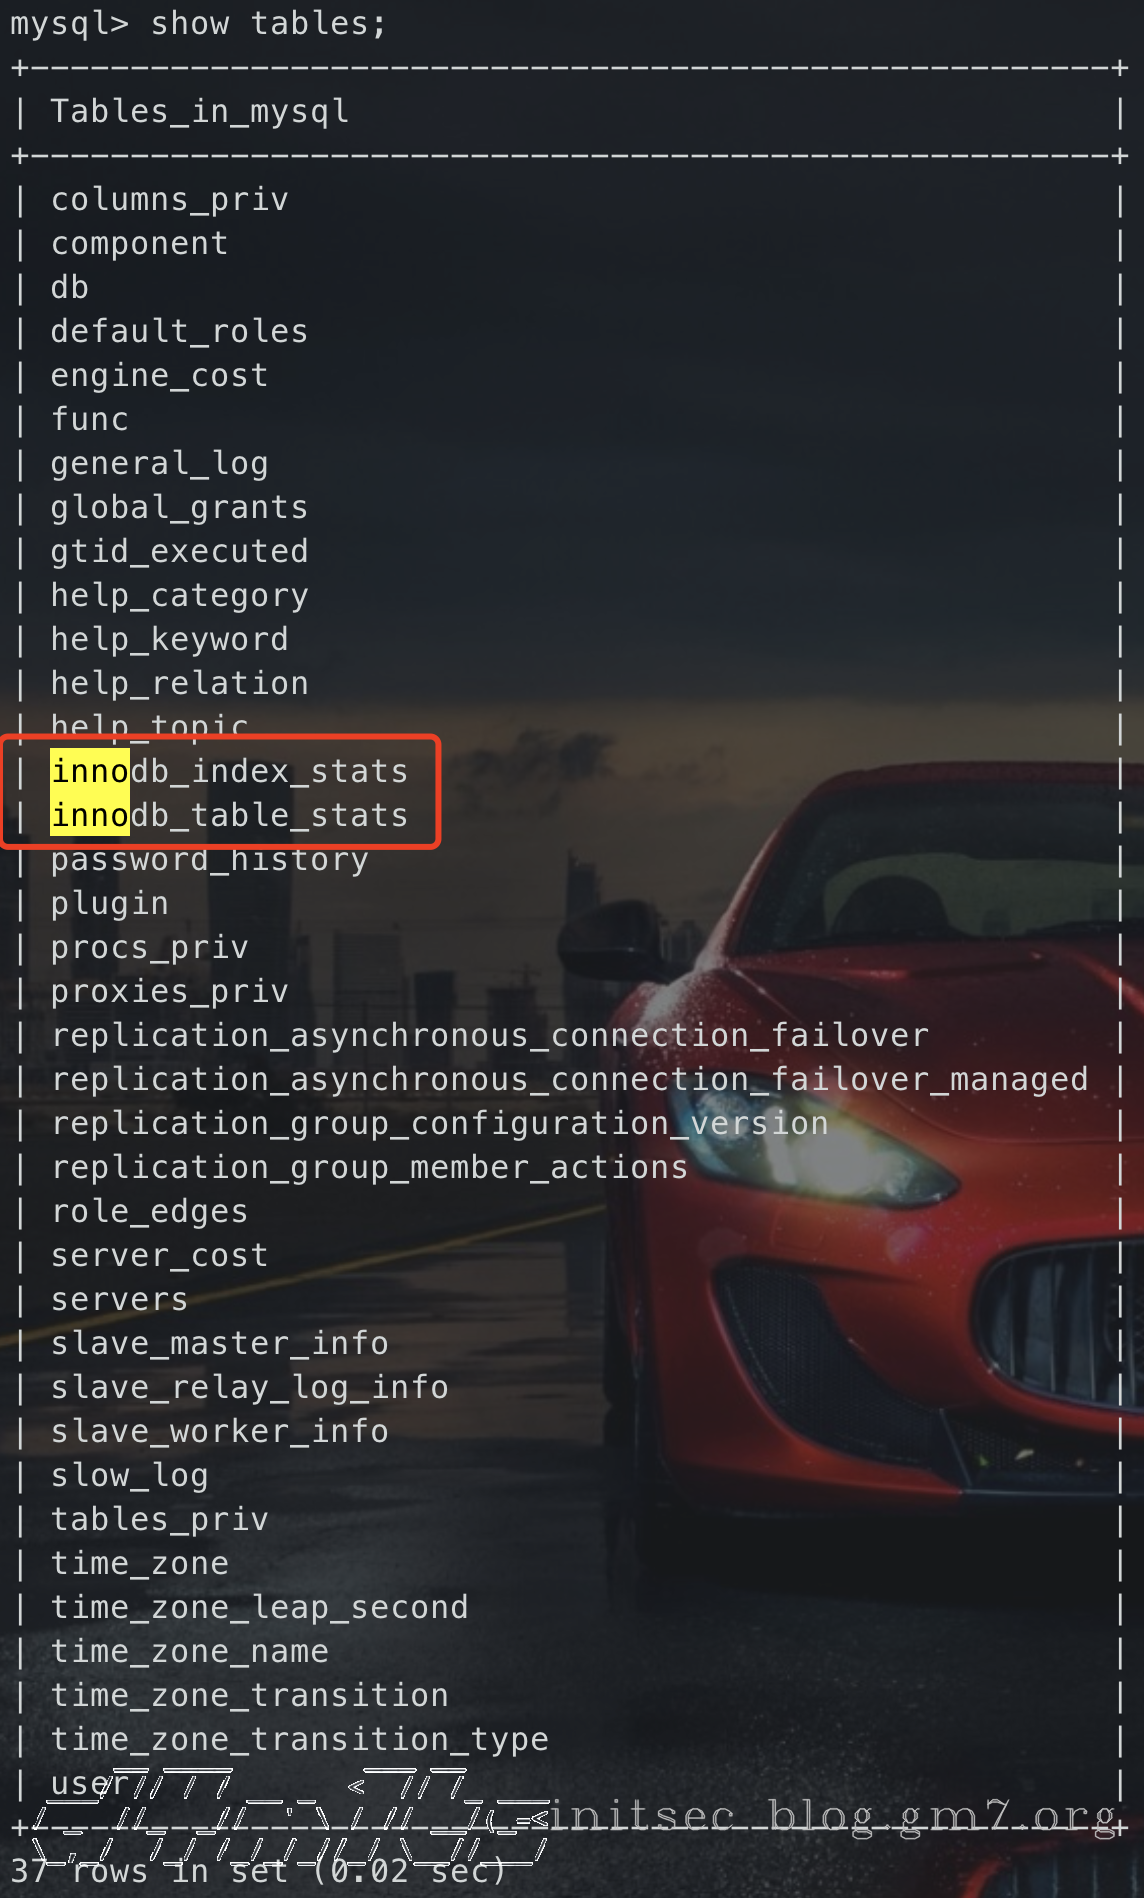 mysql> show tables;
+------------------------------------------------------+
| Tables_in_mysql                                      |
+------------------------------------------------------+
| columns_priv                                         |
| component                                            |
| db                                                   |
| default_roles                                        |
| engine_cost                                          |
| func                                                 |
| general_log                                          |
| global_grants                                        |
| gtid_executed                                        |
| help_category                                        |
| help_keyword                                         |
| help_relation                                        |
| help_topic                                           |
| innodb_index_stats                                   |
| innodb_table_stats                                   |
| password_history                                     |
| plugin                                               |
| procs_priv                                           |
| proxies_priv                                         |
| replication_asynchronous_connection_failover         |
| replication_asynchronous_connection_failover_managed |
| replication_group_configuration_version              |
| replication_group_member_actions                     |
| role_edges                                           |
| server_cost                                          |
| servers                                              |
| slave_master_info                                    |
| slave_relay_log_info                                 |
| slave_worker_info                                    |
| slow_log                                             |
| tables_priv                                          |
| time_zone                                            |
| time_zone_leap_second                                |
| time_zone_name                                       |
| time_zone_transition                                 |
| time_zone_transition_type                            |
| user                                                 |
+------------------------------------------------------+
initsec blog.gm7.org
37 rows in set (0.02 sec)